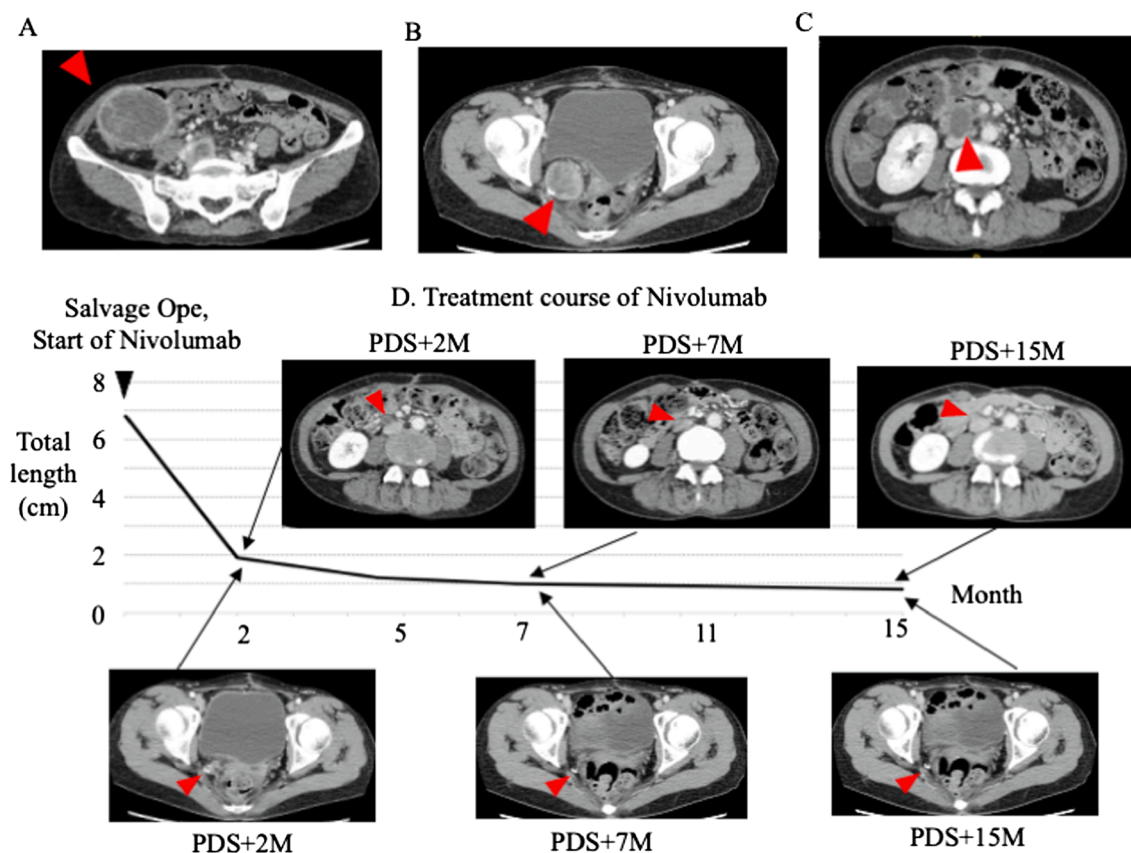 A
B
C
D. Treatment course of Nivolumab
Salvage Ope,
Start of Nivolumab
PDS+2M
PDS+7M
PDS+15M
8
Total
length
(cm)
6
4
2
0
2
5
7
11
15
Month
PDS+2M
PDS+7M
PDS+15M